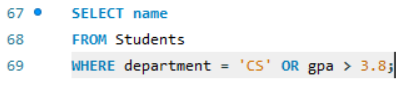 67 SELECT name
68 FROM Students
69 WHERE department = 'CS' OR gpa > 3.8;